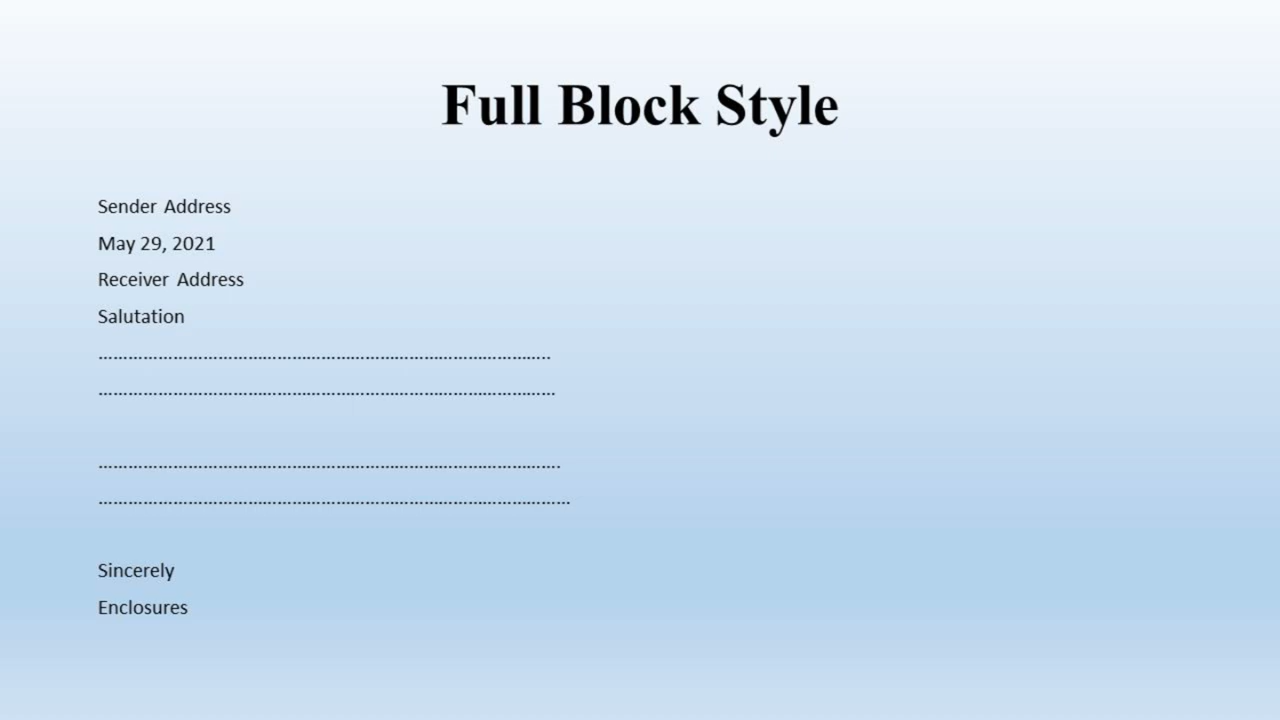 Full Block Style
Sender Address
May 29, 2021
Receiver Address
Salutation
………………………………………………………………………………..
…………………………………………………………………………………
………………………………………………………………………………….
……………………………………………………………………………………
Sincerely
Enclosures